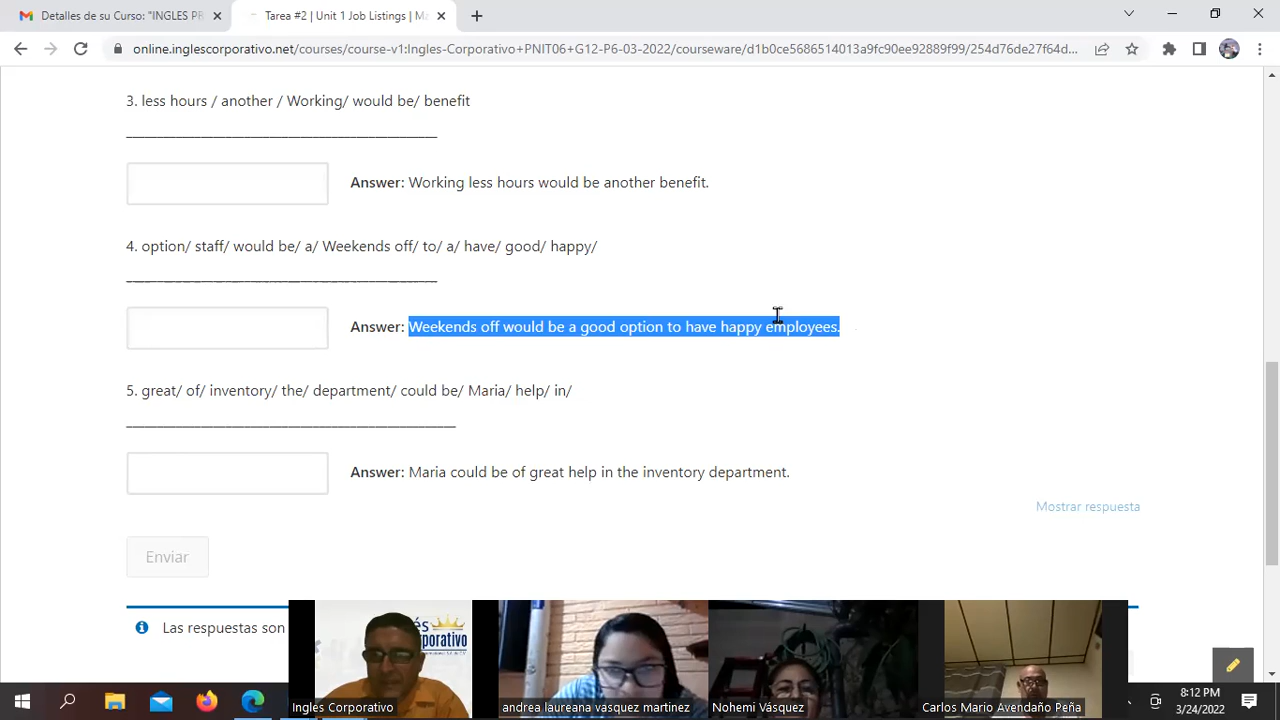 Detalles de su Curso: "INGLES PR
Tarea #2 | Unit 1 Job Listings | Ma
online.inglescorporativo.net/courses/course-v1:Ingles-Corporativo+PNIT06+G12-P6-03-2022/courseware/d1b0ce5686514013a9fc90ee92889f99/254d76de27f64d...
3. less hours / another / Working/ would be/ benefit
Answer: Working less hours would be another benefit.
4. option/ staff/ would be/ a/ Weekends off/ to/ a/ have/ good/ happy/
Answer: Weekends off would be a good option to have happy employees.
5. great/ of/ inventory/ the/ department/ could be/ Maria/ help/ in/
Answer: Maria could be of great help in the inventory department.
Mostrar respuesta
Enviar
Las respuestas son
és
rporativo
Ingles Corporativo
andrea laureana vasquez martinez
Nohemi Vásquez
Carlos Mario Avendaño Peña
8:12 PM
3/24/2022